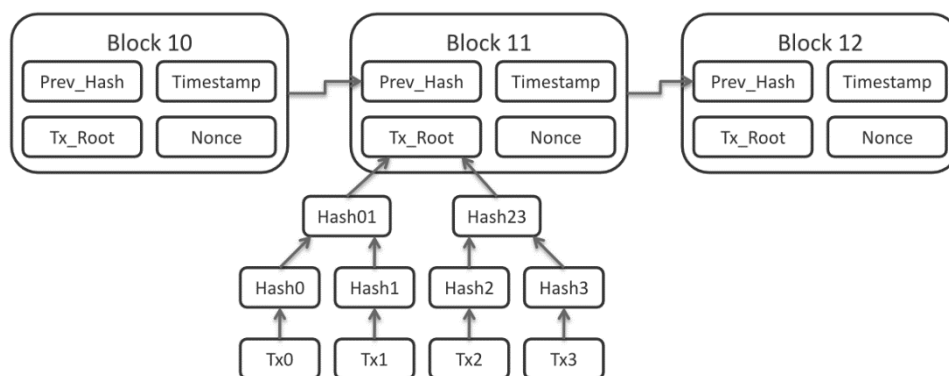 Block 10
Block 11
Block 12
Prev_Hash
Timestamp
Prev_Hash
Timestamp
Prev_Hash
Timestamp
Tx_Root
Nonce
Tx_Root
Nonce
Tx_Root
Nonce
Hash01
Hash23
Hash0
Hash1
Hash2
Hash3
Tx0
Tx1
Tx2
Tx3